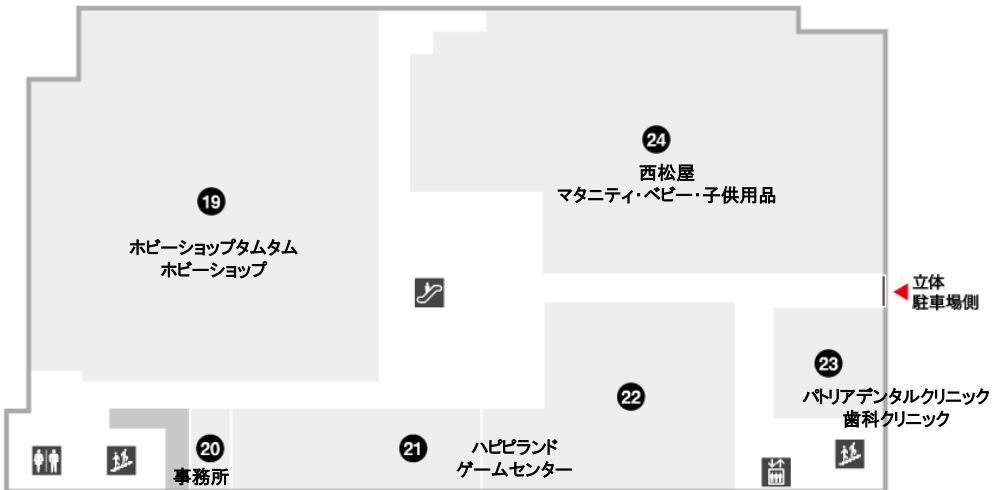 24
西松屋
マタニティ・ベビー・子供用品
19
ホビーショップタムタム
ホビーショップ
立体
駐車場側
23
パトリアデンタルクリニック
歯科クリニック
22
20
事務所
21
ハピピランド
ゲームセンター